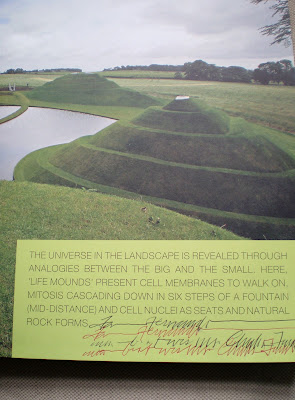 THE UNIVERSE IN THE LANDSCAPE IS REVEALED THROUGH
ANALOGIES BETWEEN THE BIG AND THE SMALL. HERE,
'LIFE MOUNDS' PRESENT CELL MEMBRANES TO WALK ON,
MITOSIS CASCADING DOWN IN SIX STEPS OF A FOUNTAIN
(MID-DISTANCE) AND CELL NUCLEI AS SEATS AND NATURAL
ROCK FORMS.